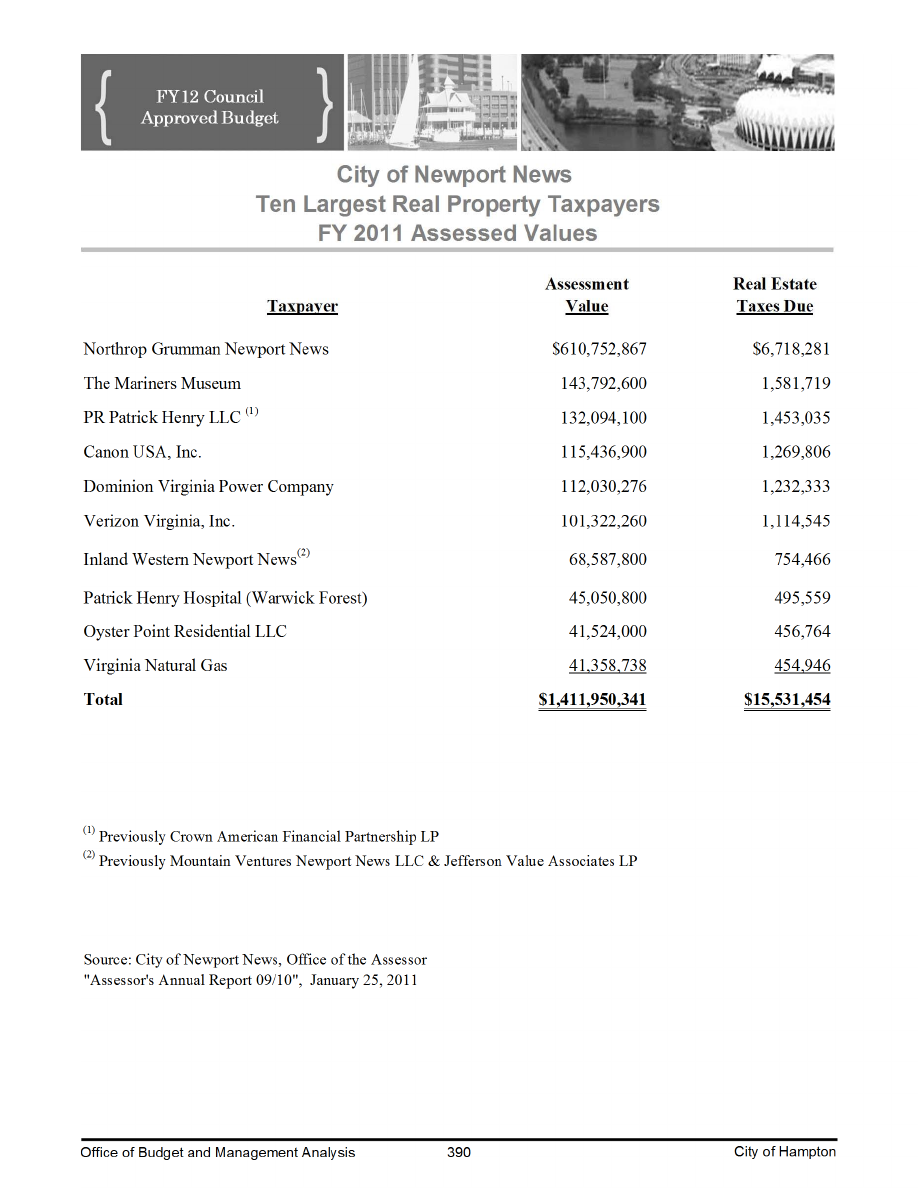 FY12 Council
Approved Budget
City of Newport News
Ten Largest Real Property Taxpayers
FY 2011 Assessed Values
Assessment Real Estate
Taxpayer Value Taxes Due
Northrop Grumman Newport News $610,752,867 $6,718,281
The Mariners Museum 143,792,600 1,581,719
PR Patrick Henry LLC (1) 132,094,100 1,453,035
Canon USA, Inc. 115,436,900 1,269,806
Dominion Virginia Power Company 112,030,276 1,232,333
Verizon Virginia, Inc. 101,322,260 1,114,545
Inland Western Newport News(2) 68,587,800 754,466
Patrick Henry Hospital (Warwick Forest) 45,050,800 495,559
Oyster Point Residential LLC 41,524,000 456,764
Virginia Natural Gas 41,358,738 454,946
Total $1,411,950,341 $15,531,454
(1) Previously Crown American Financial Partnership LP
(2) Previously Mountain Ventures Newport News LLC & Jefferson Value Associates LP
Source: City of Newport News, Office of the Assessor
"Assessor's Annual Report 09/10", January 25, 2011
Office of Budget and Management Analysis 390 City of Hampton